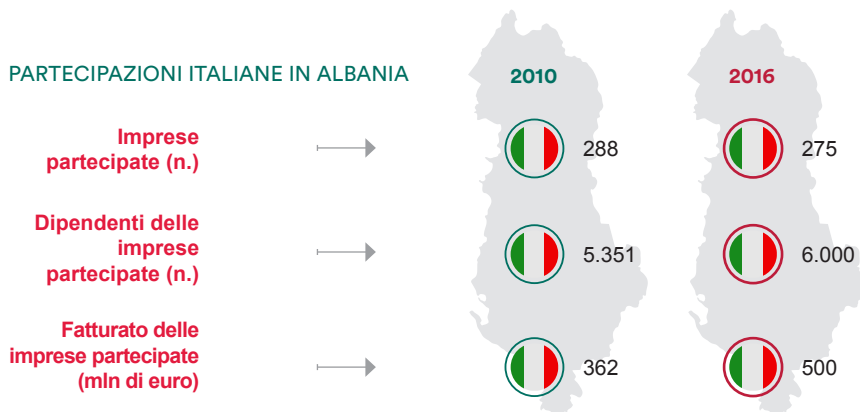 PARTECIPAZIONI ITALIANE IN ALBANIA 2010 2016
Imprese
partecipate (n.)
288 275
Dipendenti delle
imprese
partecipate (n.)
5.351 6.000
Fatturato delle
imprese partecipate
(mln di euro)
362 500